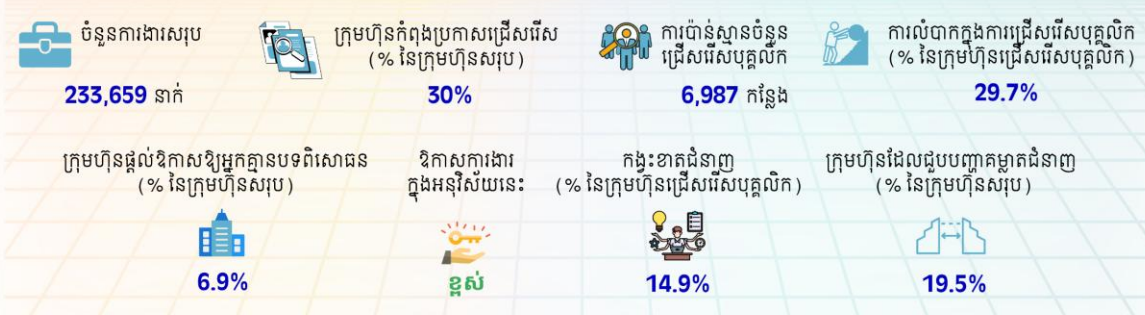 ចំនួនការងារសរុប
233,659 នាក់
ក្រុមហ៊ុនកំពុងប្រកាសជ្រើសរើស
(% នៃក្រុមហ៊ុនសរុប)
30%
ការប៉ាន់ស្មានចំនួន
ជ្រើសរើសបុគ្គលិក
6,987 កន្លែង
ការលំបាកក្នុងការជ្រើសរើសបុគ្គលិក
(% នៃក្រុមហ៊ុនជ្រើសរើសបុគ្គលិក)
29.7%
ក្រុមហ៊ុនផ្តល់ឱកាសឱ្យអ្នកគ្មានបទពិសោធន
(% នៃក្រុមហ៊ុនសរុប)
6.9%
ឱកាសការងារ
ក្នុងអនុវិស័យនេះ
ខ្ពស់
កង្វះខាតជំនាញ
(% នៃក្រុមហ៊ុនជ្រើសរើសបុគ្គលិក)
14.9%
ក្រុមហ៊ុនដែលជួបបញ្ហាគម្លាតជំនាញ
(% នៃក្រុមហ៊ុនសរុប)
19.5%